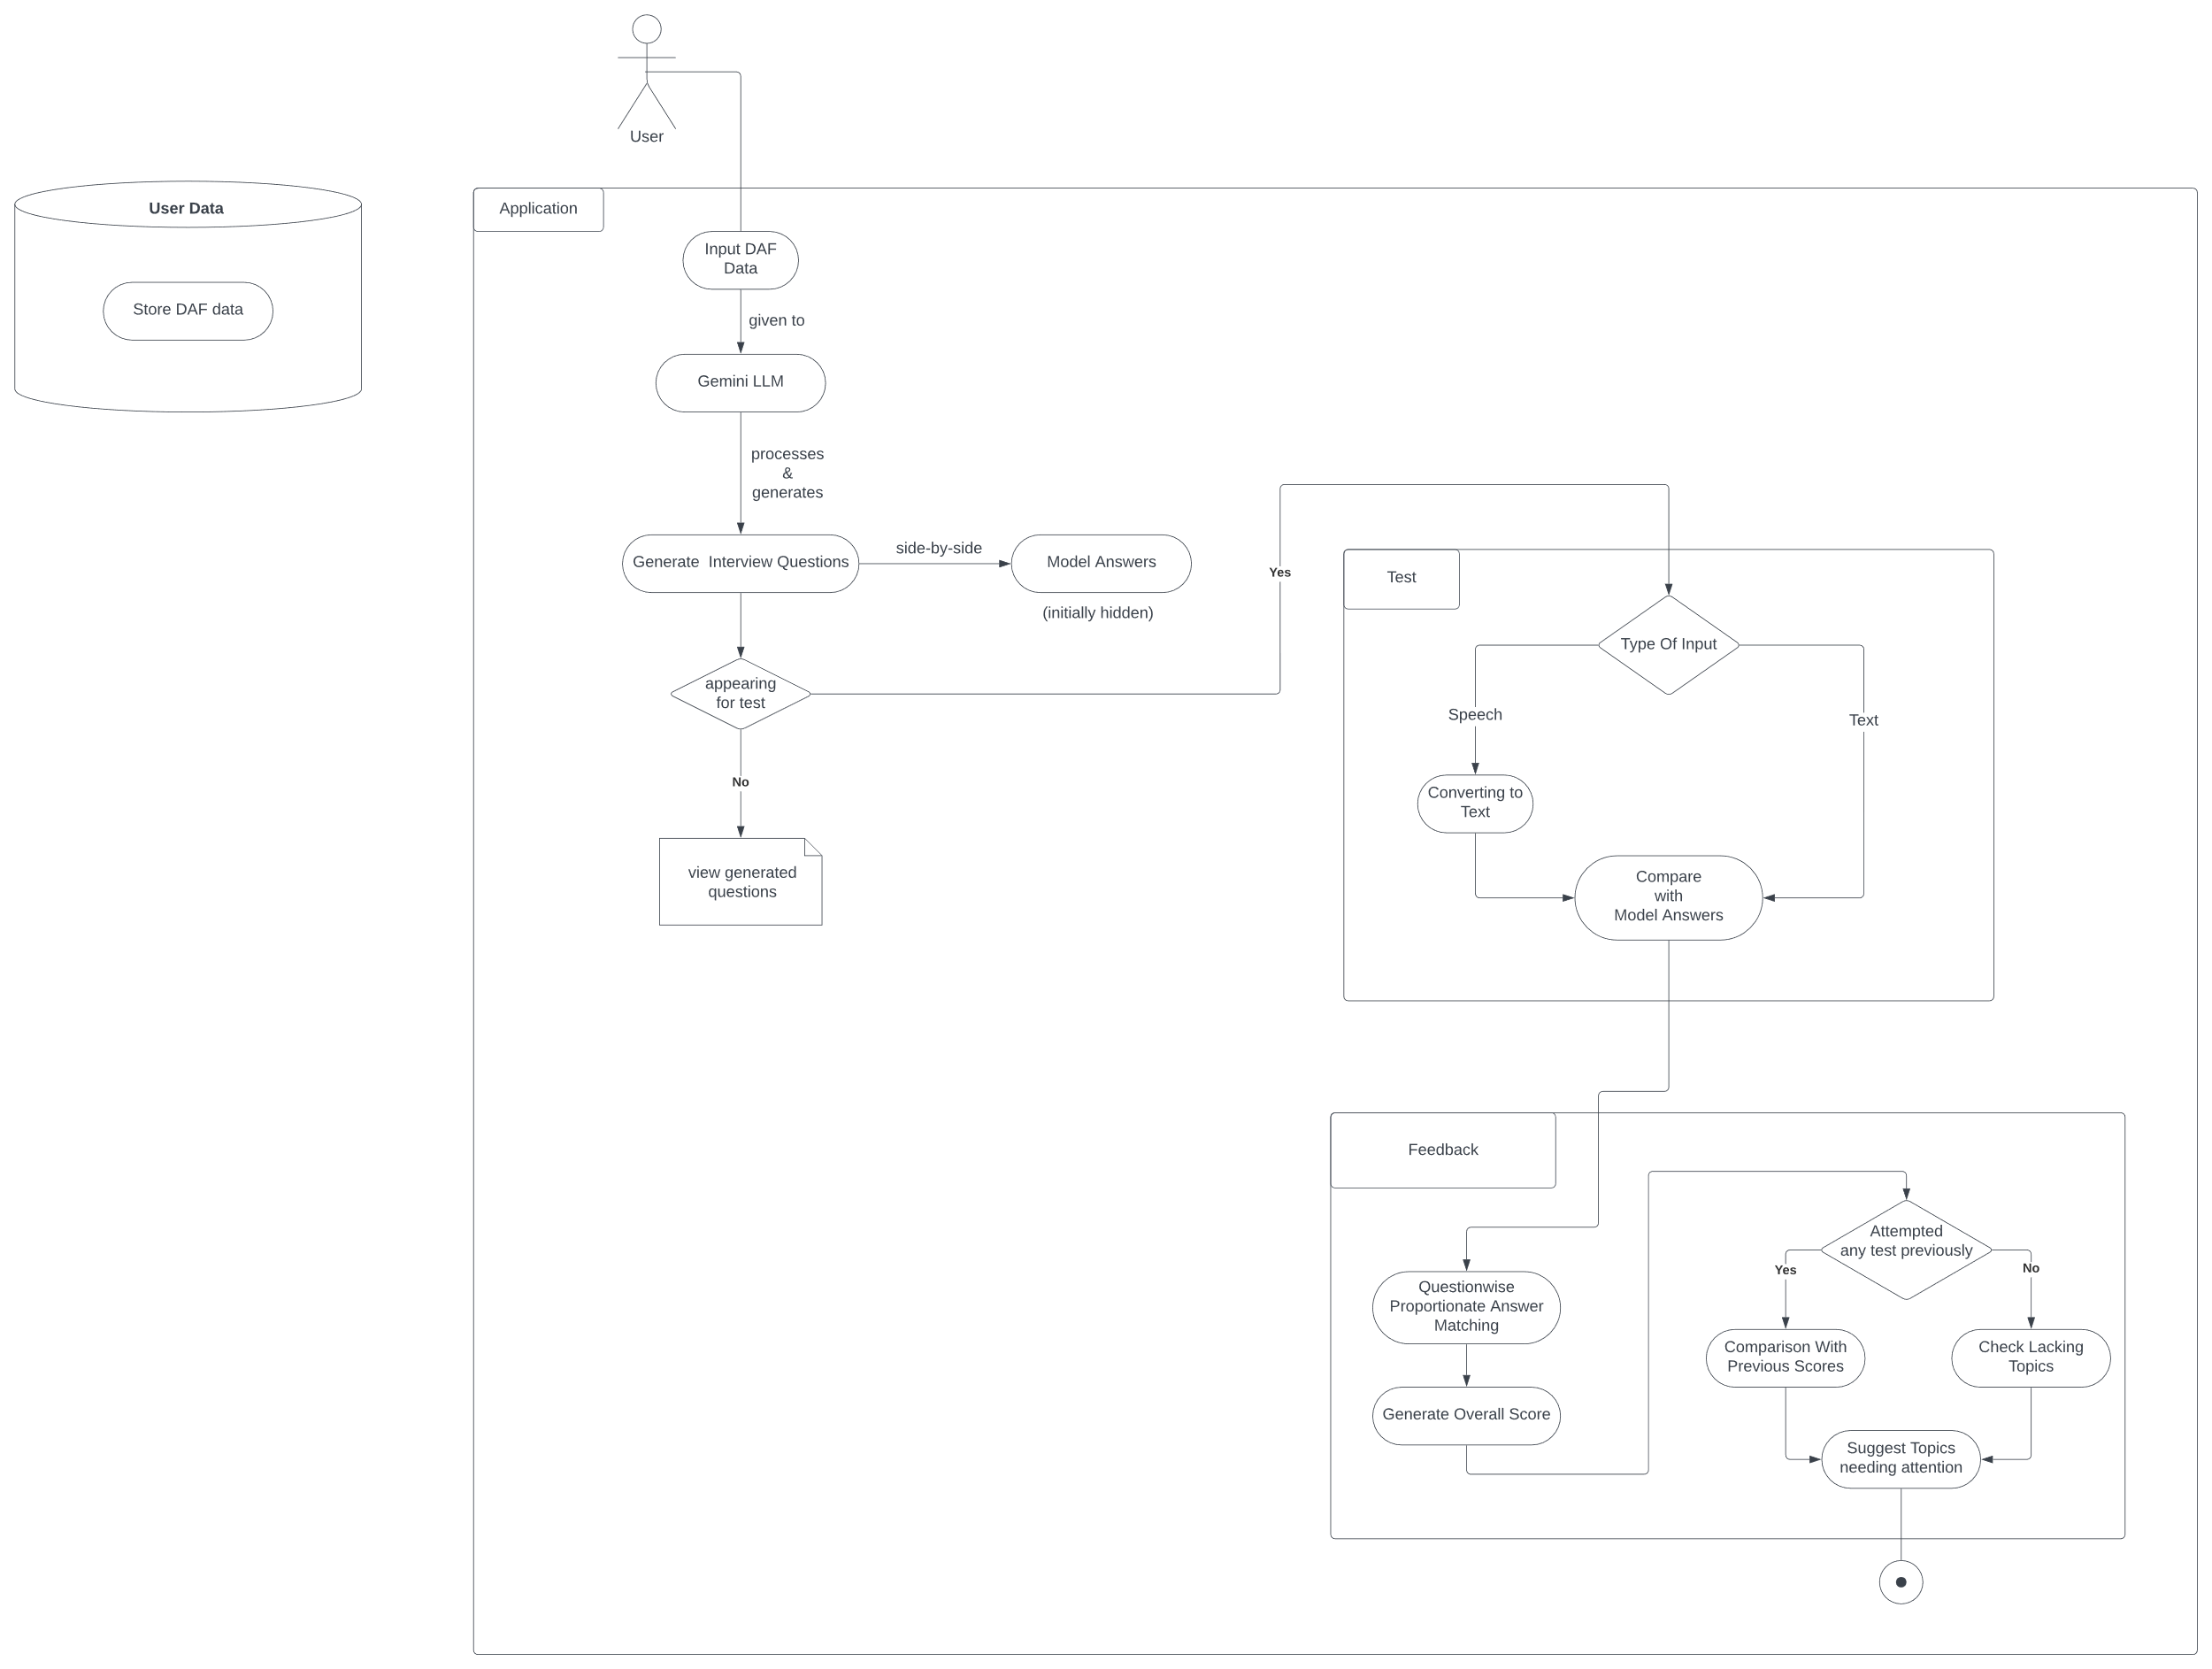 User
User Data
Store DAF data
Application
Input DAF
Data
given to
Gemini LLM
processes
&
generates
Generate  Interview Questions
side-by-side
Model Answers
(initially hidden)
appearing
for test
Yes
No
view generated
questions
Test
Type Of Input
Speech
Text
Converting to
Text
Compare
with
Model Answers
Feedback
Questionwise
Proportionate Answer
Matching
Generate Overall Score
Attempted
any test previously
Yes
No
Comparison With
Previous Scores
Check Lacking
Topics
Suggest Topics
needing attention